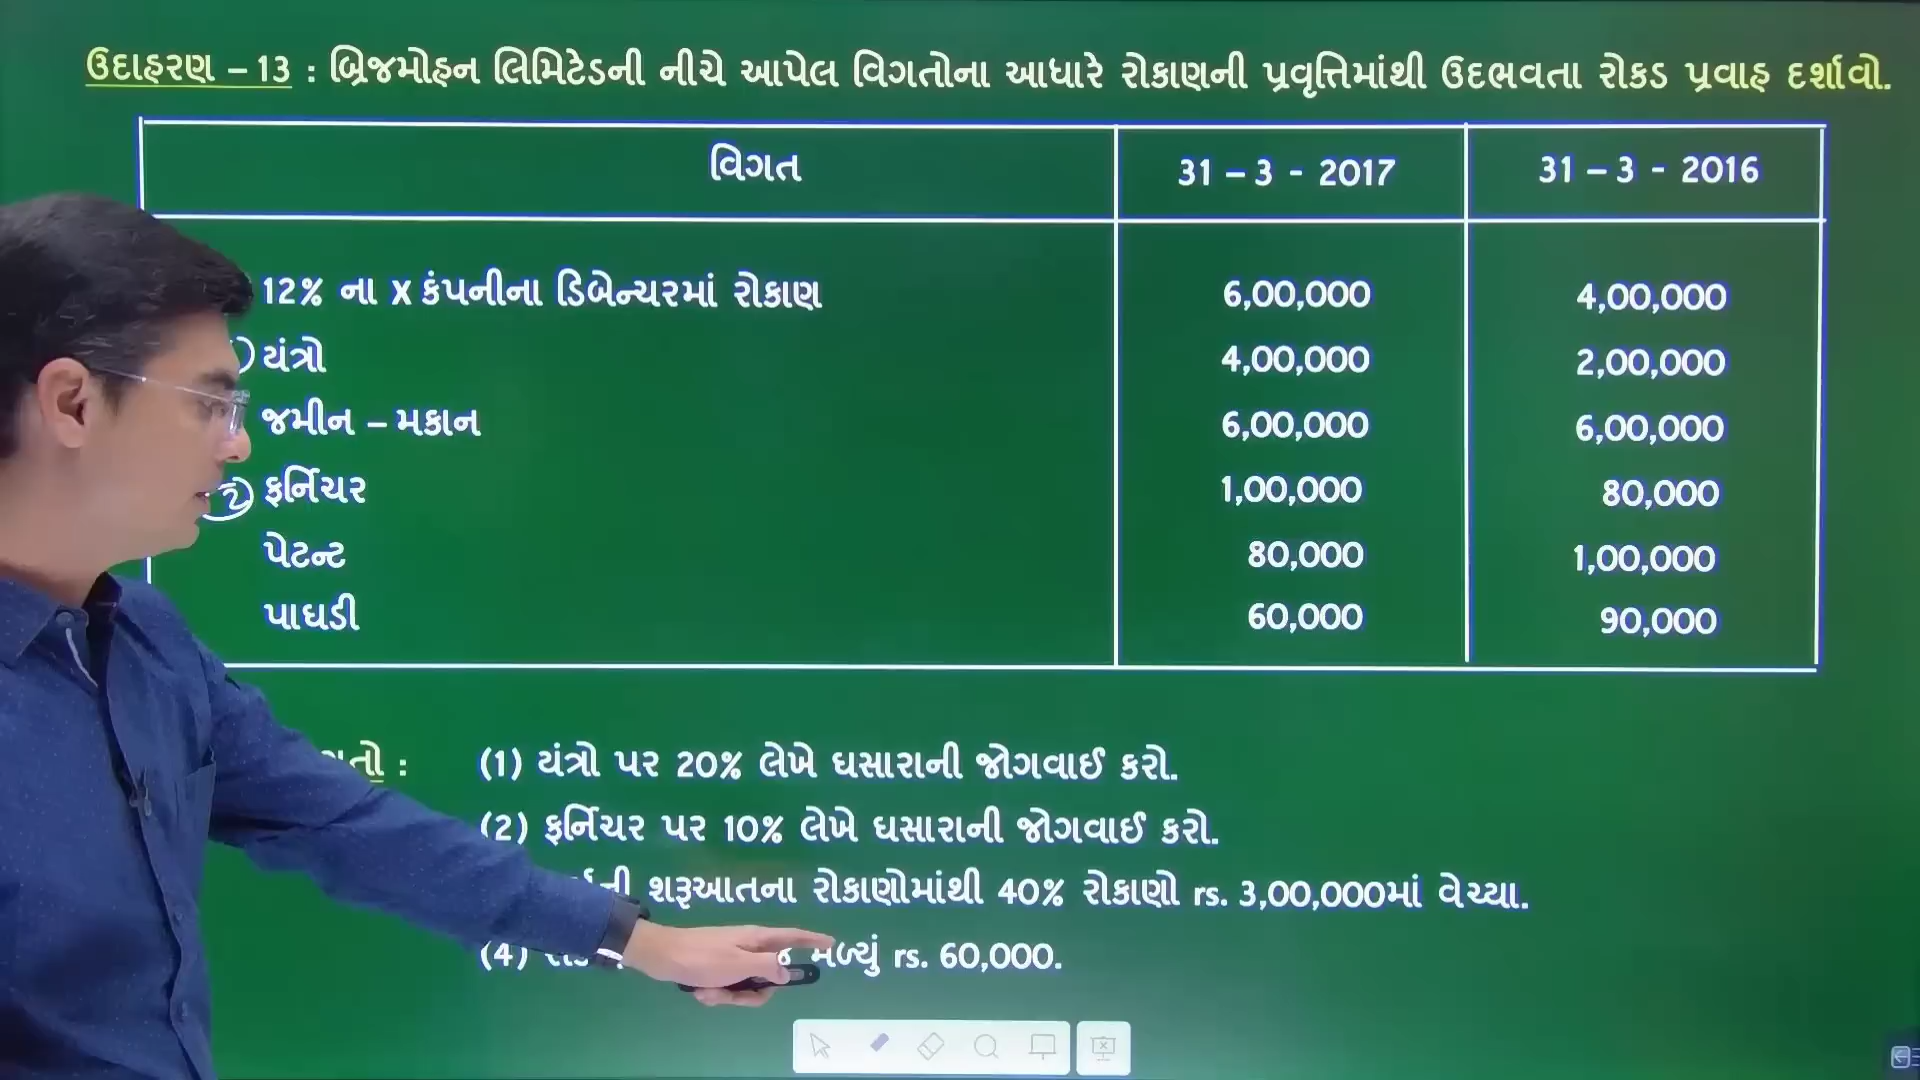 ઉદાહરણ – 13 : બ્રિજમોહન લિમિટેડની નીચે આપેલ વિગતોના આધારે રોકાણની પ્રવૃત્તિમાંથી ઉદભવતા રોકડ પ્રવાહ દર્શાવો.
વિગત 31 – 3 - 2017 31 – 3 - 2016
12% ના X કંપનીના ડિબેન્ચરમાં રોકાણ 6,00,000 4,00,000
યંત્રો 4,00,000 2,00,000
જમીન – મકાન 6,00,000 6,00,000
2 ફર્નિચર 1,00,000 80,000
પેટન્ટ 80,000 1,00,000
પાઘડી 60,000 90,000
: (1) યંત્રો પર 20% લેખે ઘસારાની જોગવાઈ કરો.
(2) ફર્નિચર પર 10% લેખે ઘસારાની જોગવાઈ કરો.
શરૂઆતના રોકાણોમાંથી 40% રોકાણો rs. 3,00,000માં વેચ્યા.
(4) મળ્યું rs. 60,000.